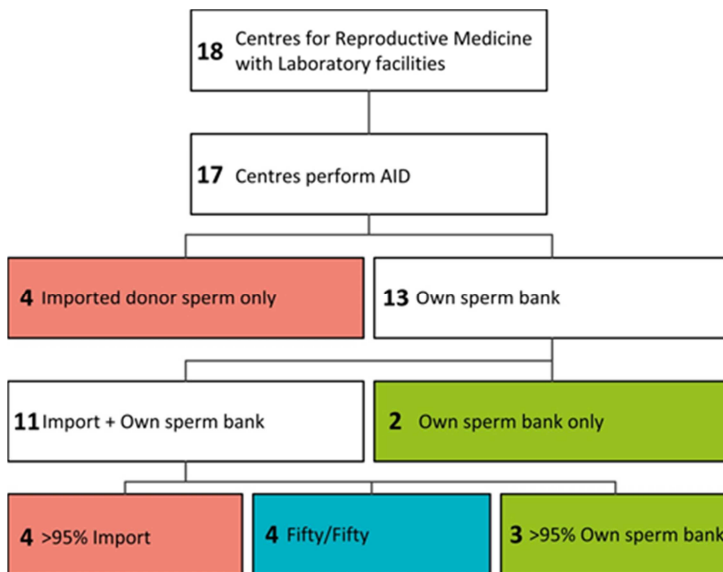 18 Centres for Reproductive Medicine
with Laboratory facilities
17 Centres perform AID
4 Imported donor sperm only
13 Own sperm bank
11 Import + Own sperm bank
2 Own sperm bank only
4 >95% Import
4 Fifty/Fifty
3 >95% Own sperm bank